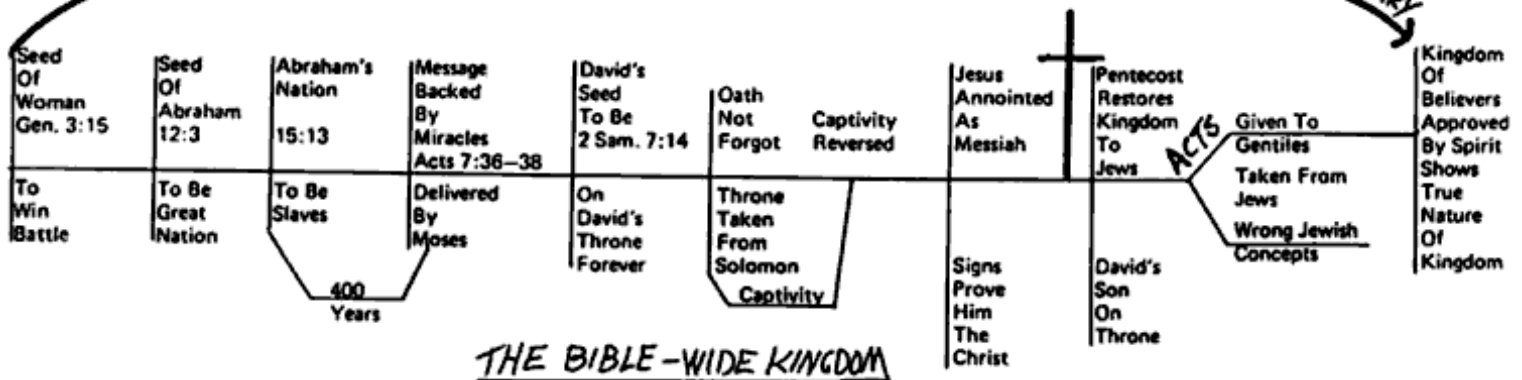 Seed
Of
Woman
Gen. 3:15
To
Win
Battle
Seed
Of
Abraham
12:3
To Be
Great
Nation
Abraham's
Nation
15:13
To Be
Slaves
400
Years
Message
Backed
By
Miracles
Acts 7:36—38
Delivered
By
Moses
David's
Seed
To Be
2 Sam. 7:14
On
David's
Throne
Forever
Oath
Not
Forgot
Throne
Taken
From
Solomon
Captivity
Captivity
Reversed
Jesus
Annointed
As
Messiah
Signs
Prove
Him
The
Christ
Pentecost
Restores
Kingdom
To
Jews
David's
Son
On
Throne
ACTS
Given To
Gentiles
Taken From
Jews
Wrong Jewish
Concepts
Kingdom
Of
Believers
Approved
By Spirit
Shows
True
Nature
Of
Kingdom
THE BIBLE-WIDE KINGDOM